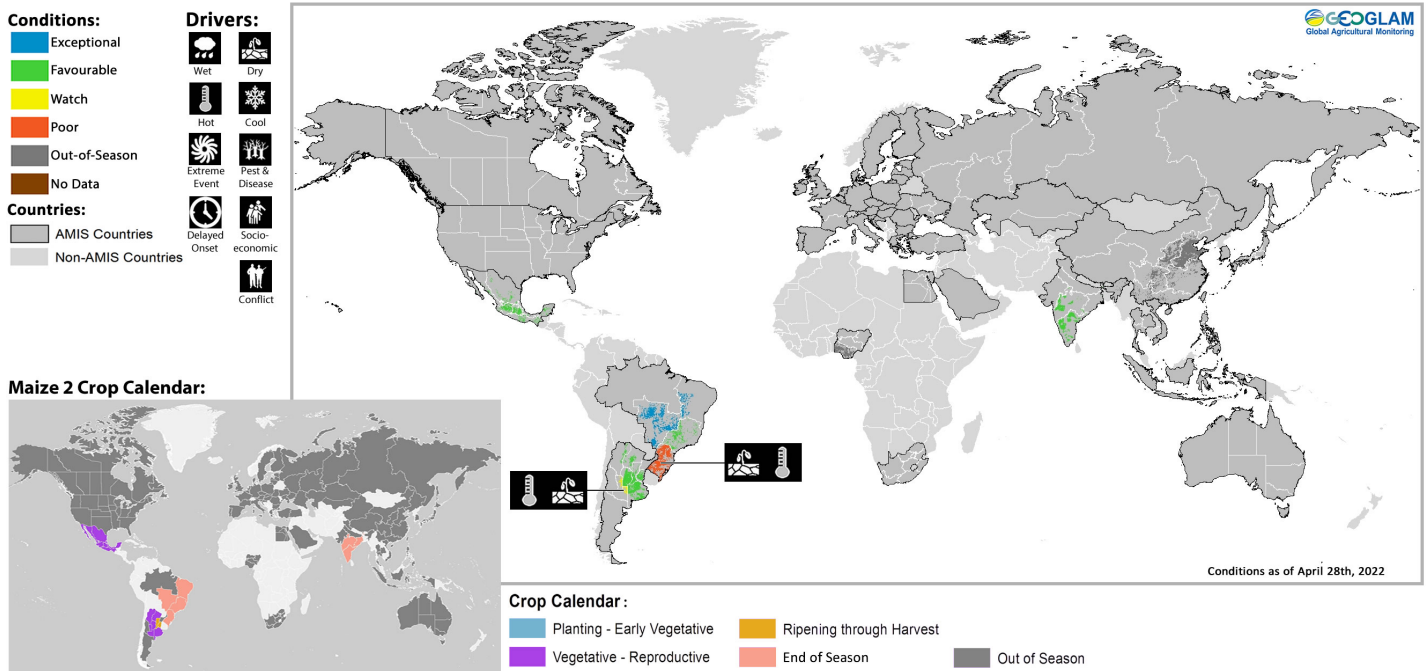 Conditions:
Exceptional
Favourable
Watch
Poor
Out-of-Season
No Data
Countries:
AMIS Countries
Non-AMIS Countries
Drivers:
Wet
Dry
Hot
Cool
Extreme
Event
Pest &
Disease
Delayed
Onset
Socio-
economic
Conflict
GEOGLAM
Global Agricultural Monitoring
Maize 2 Crop Calendar:
Conditions as of April 28th, 2022
Crop Calendar :
Planting - Early Vegetative
Ripening through Harvest
Vegetative - Reproductive
End of Season
Out of Season